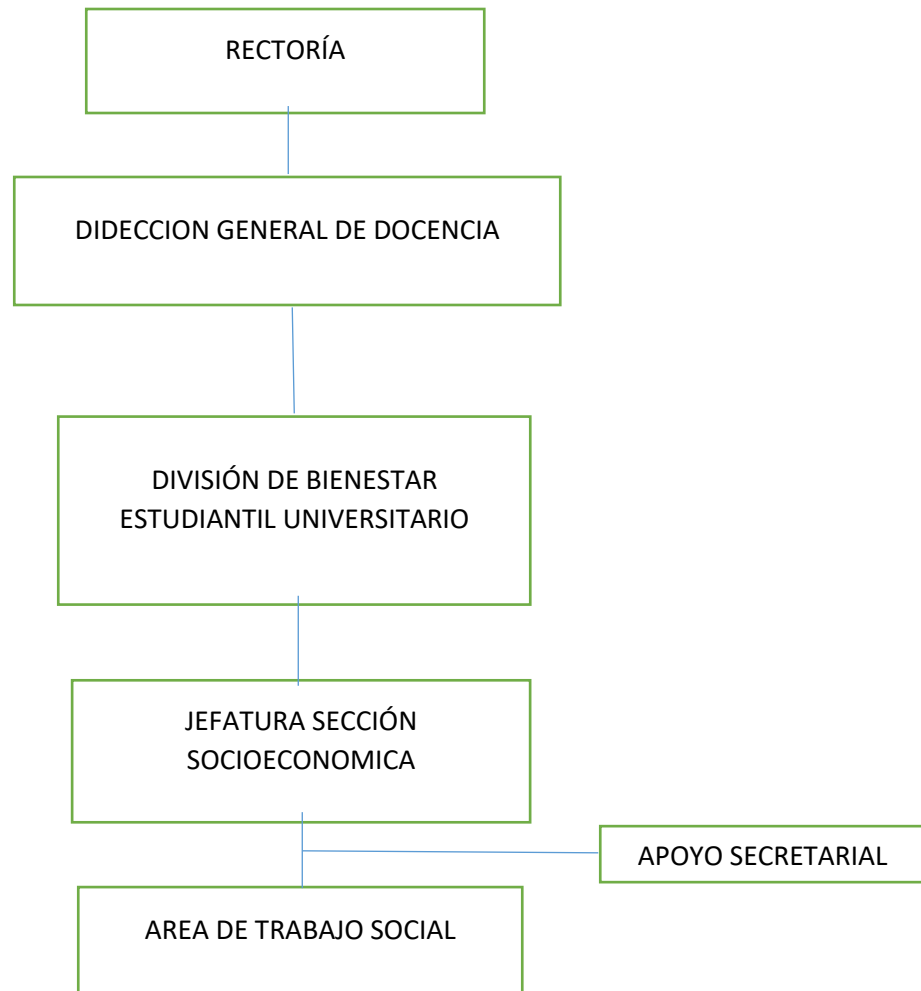 RECTORÍA
DIDECCION GENERAL DE DOCENCIA
DIVISIÓN DE BIENESTAR
ESTUDIANTIL UNIVERSITARIO
JEFATURA SECCIÓN
SOCIOECONOMICA
APOYO SECRETARIAL
AREA DE TRABAJO SOCIAL